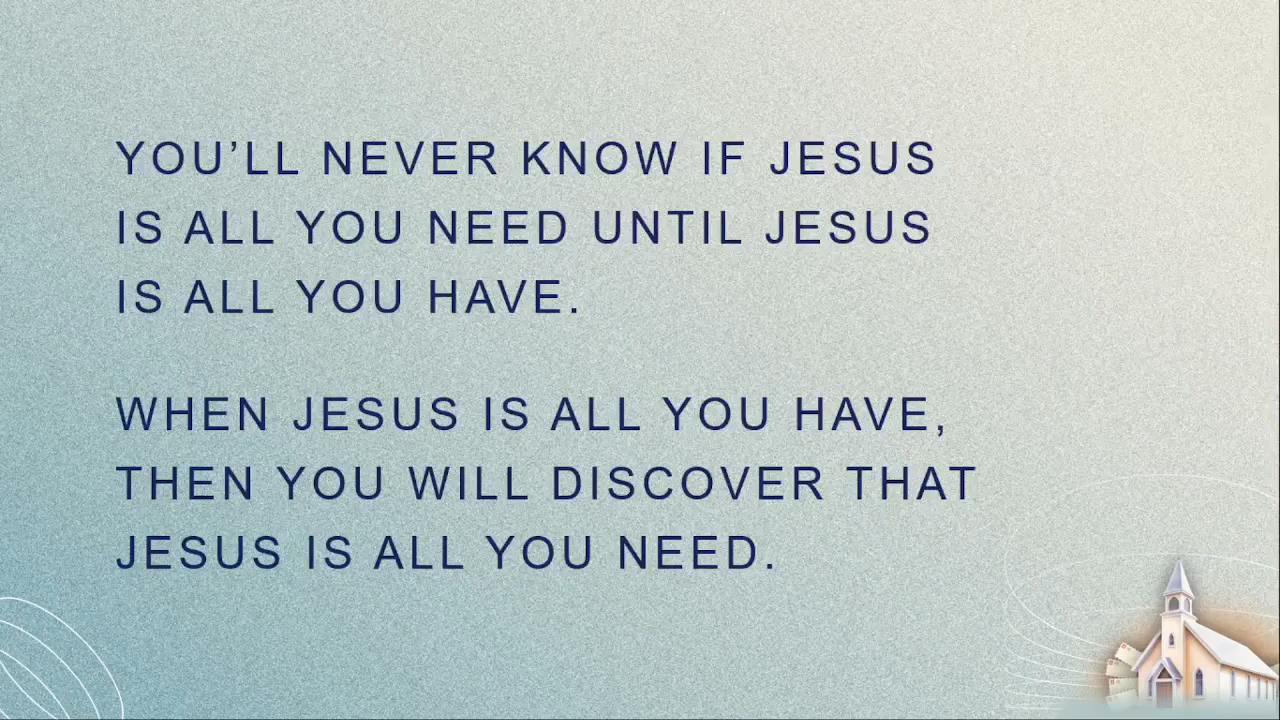 YOU’LL NEVER KNOW IF JESUS
IS ALL YOU NEED UNTIL JESUS
IS ALL YOU HAVE.
WHEN JESUS IS ALL YOU HAVE,
THEN YOU WILL DISCOVER THAT
JESUS IS ALL YOU NEED.